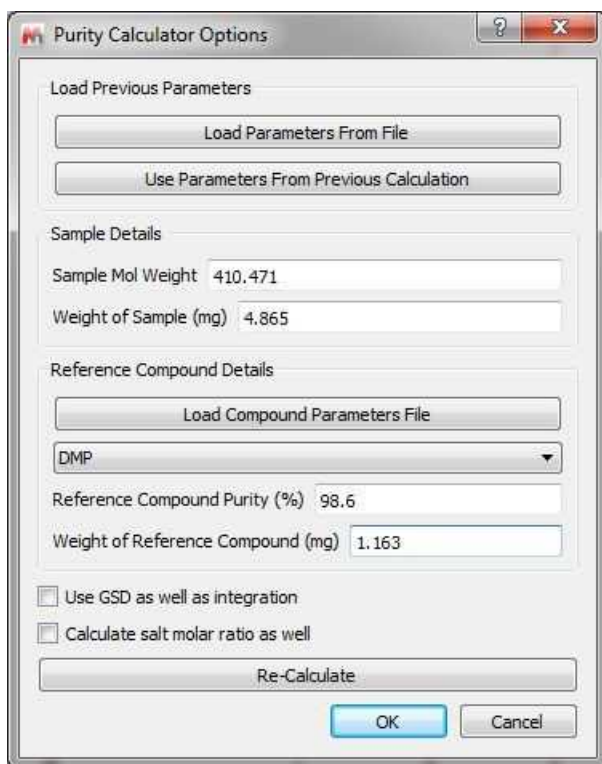 Purity Calculator Options
Load Previous Parameters
Load Parameters From File
Use Parameters From Previous Calculation
Sample Details
Sample Mol Weight 410.471
Weight of Sample (mg) 4.865
Reference Compound Details
Load Compound Parameters File
DMP
Reference Compound Purity (%) 98.6
Weight of Reference Compound (mg) 1.163
Use GSD as well as integration
Calculate salt molar ratio as well
Re-Calculate
OK Cancel